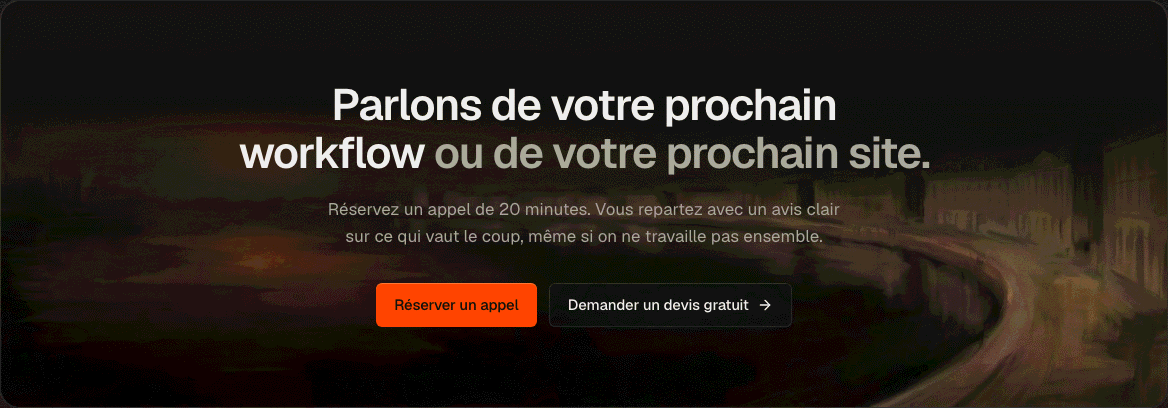 Parlons de votre prochain
workflow ou de votre prochain site.
Réservez un appel de 20 minutes. Vous repartez avec un avis clair
sur ce qui vaut le coup, même si on ne travaille pas ensemble.
Réserver un appel
Demander un devis gratuit →